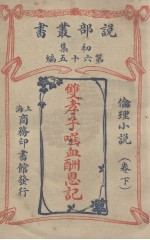 說部叢書
初集
第六十五編
倫理小說
（卷下）
雙孝子噀血酬恩記
上海
商務印書館發行